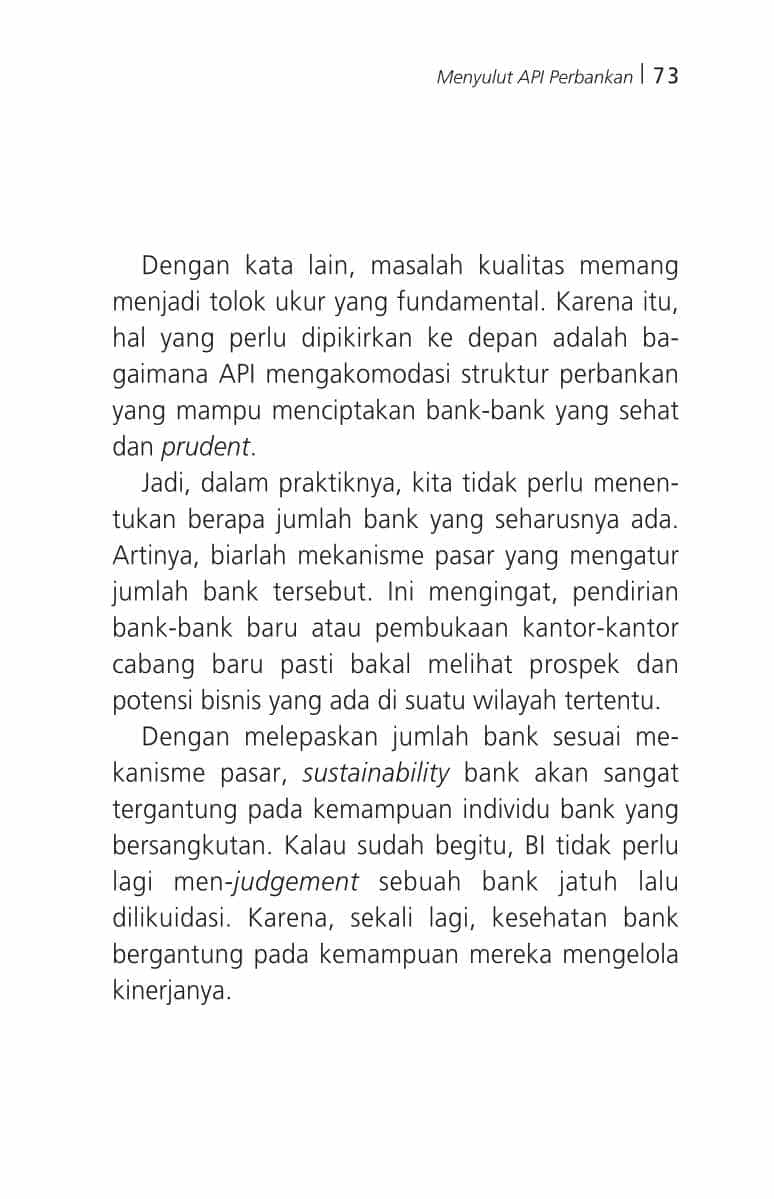 Menyulut API Perbankan | 73
Dengan kata lain, masalah kualitas memang
menjadi tolok ukur yang fundamental. Karena itu,
hal yang perlu dipikirkan ke depan adalah ba-
gaimana API mengakomodasi struktur perbankan
yang mampu menciptakan bank-bank yang sehat
dan prudent.
Jadi, dalam praktiknya, kita tidak perlu menen-
tukan berapa jumlah bank yang seharusnya ada.
Artinya, biarlah mekanisme pasar yang mengatur
jumlah bank tersebut. Ini mengingat, pendirian
bank-bank baru atau pembukaan kantor-kantor
cabang baru pasti bakal melihat prospek dan
potensi bisnis yang ada di suatu wilayah tertentu.
Dengan melepaskan jumlah bank sesuai me-
kanisme pasar, sustainability bank akan sangat
tergantung pada kemampuan individu bank yang
bersangkutan. Kalau sudah begitu, BI tidak perlu
lagi men-judgement sebuah bank jatuh lalu
dilikuidasi. Karena, sekali lagi, kesehatan bank
bergantung pada kemampuan mereka mengelola
kinerjanya.